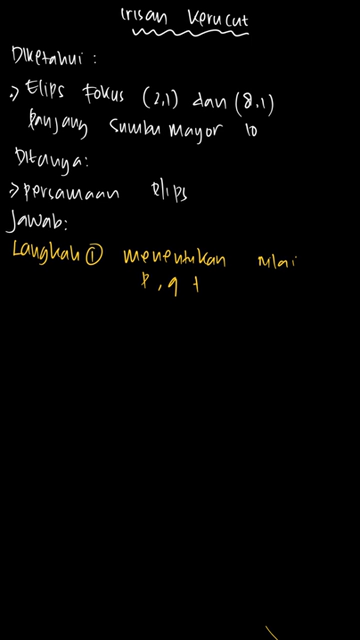 Irisan Kerucut
Diketahui :
=> Elips Fokus (2,1) dan (8,1)
Panjang Sumbu mayor 10
Ditanya:
=> persamaan elips
Jawab:
Langkah ① menentukan nilai
P, q